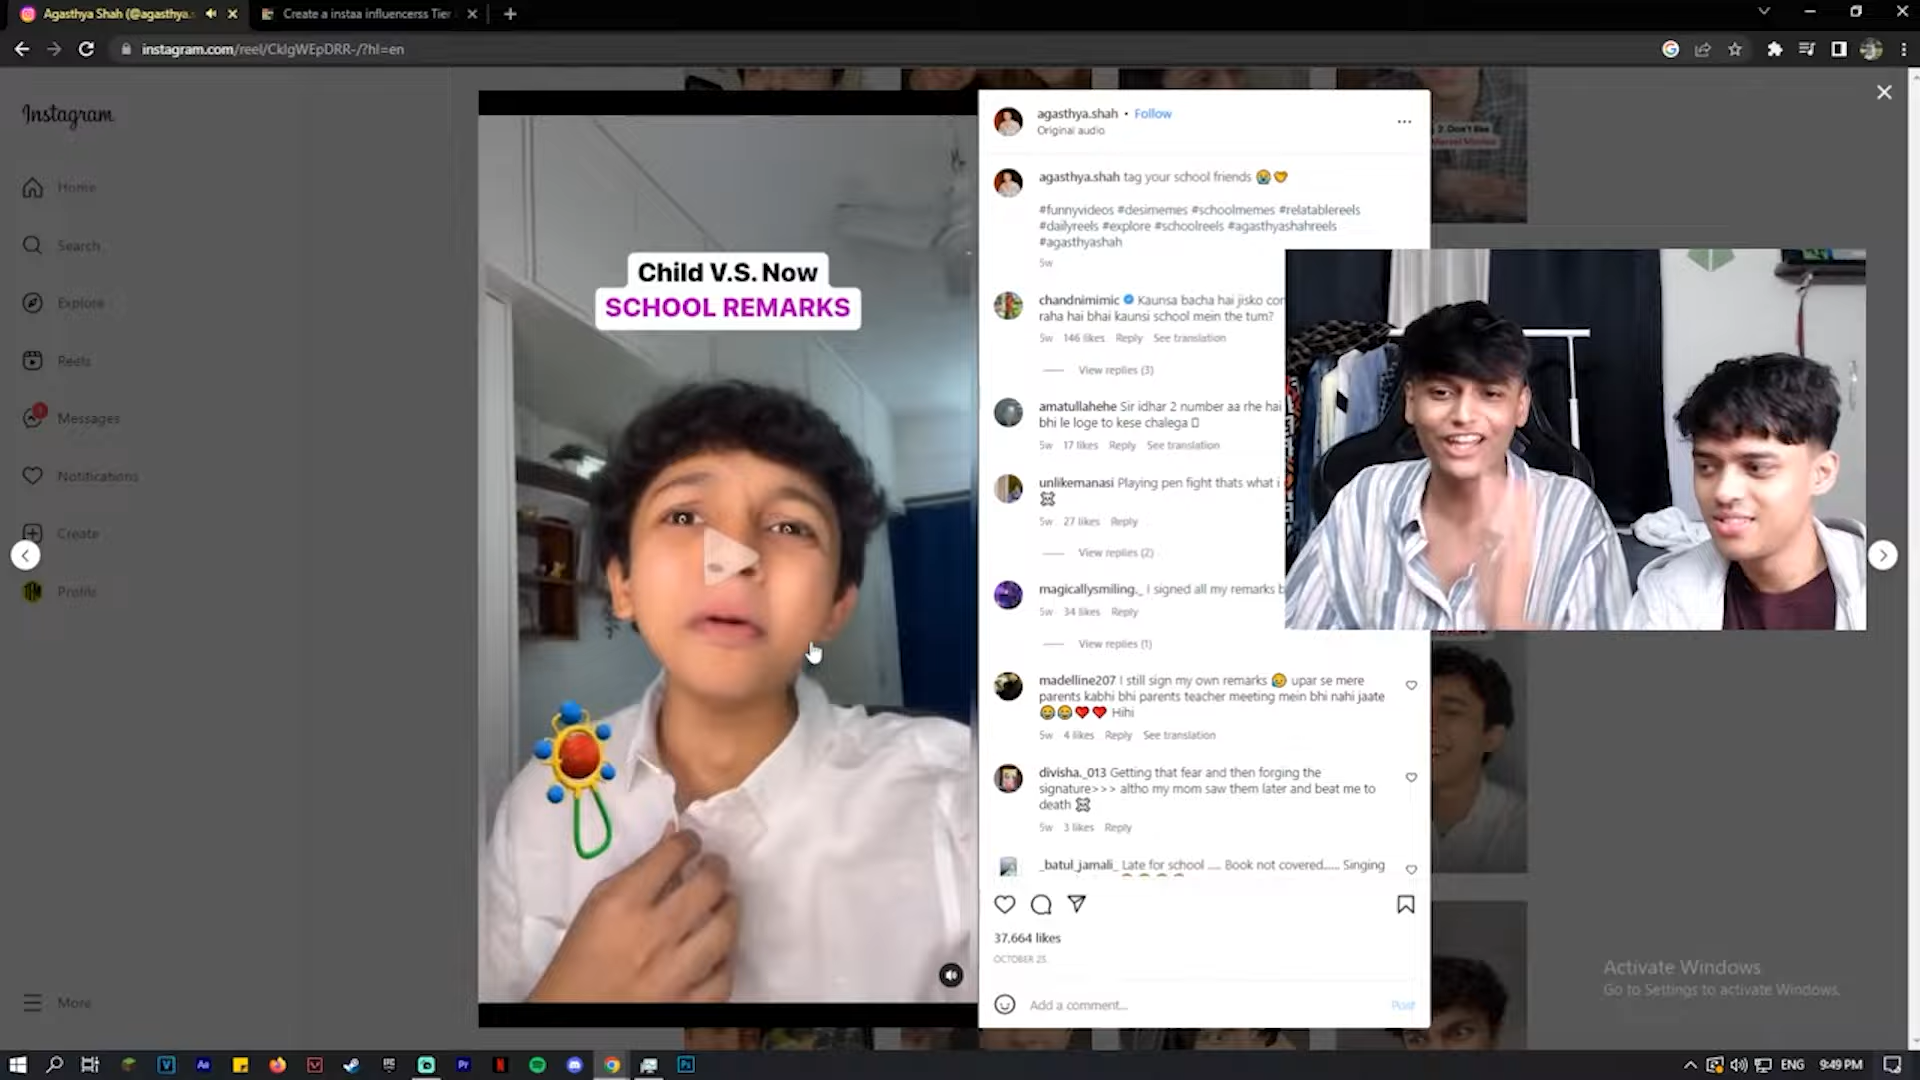 Agasthya Shah (@agasthya.s
Create a instaa influencerss Tier
instagram.com/reel/CkIgWEpDRR-/?hl=en
Instagram
Home
Search
Explore
Reels
1
Messages
Notifications
Create
Profile
More
Child V.S. Now
SCHOOL REMARKS
agasthya.shah • Follow
Original audio
agasthya.shah tag your school friends 😭🤝
#funnyvideos #desimemes #schoolmemes #relatablereels
#dailyreels #explore #schoolreels #agasthyashahreels
#agasthyashah
5w
chandnimimic Kaunsa bacha hai jisko
raha hai bhai kaunsi school mein the tum?
5w 146 likes Reply See translation
View replies (3)
amatullahehe Sir idhar 2 number aa rhe hai
bhi le loge to kese chalega
5w 17 likes Reply See translation
unlikemanasi Playing pen fight thats what i
5w 27 likes Reply
View replies (2)
magicallysmiling._ I signed all my remarks
5w 34 likes Reply
View replies (1)
madelline207 I still sign my own remarks 😥 upar se mere
parents kabhi bhi parents teacher meeting mein bhi nahi jaate
😂😂❤️❤️ Hihi
5w 4 likes Reply See translation
divisha._013 Getting that fear and then forging the
signature>>> altho my mom saw them later and beat me to
death
5w 3 likes Reply
_batul_jamali_ Late for school .... Book not covered..... Singing
37,664 likes
OCTOBER 25
Add a comment...
Post
2. Don't like
Activate Windows
Go to Settings to activate Windows.
ENG
9:49 PM